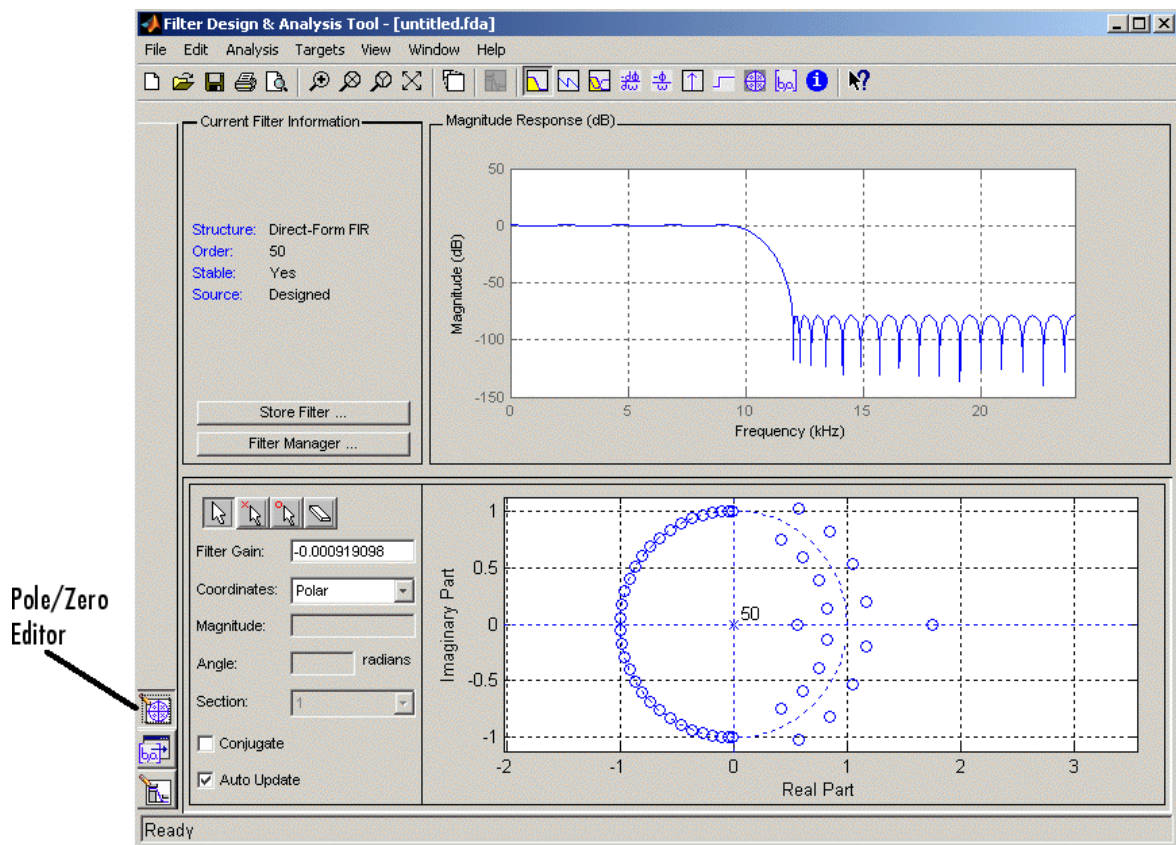 Filter Design & Analysis Tool - [untitled.fda]
File Edit Analysis Targets View Window Help
Current Filter Information
Structure: Direct-Form FIR
Order: 50
Stable: Yes
Source: Designed
Store Filter ...
Filter Manager ...
Magnitude Response (dB)
50
0
-50
-100
-150
Magnitude (dB)
0 5 10 15 20
Frequency (kHz)
Filter Gain: -0.000919098
Coordinates: Polar
Magnitude:
Angle: radians
Section: 1
Conjugate
Auto Update
1
0.5
0
-0.5
-1
Imaginary Part
50
-2 -1 0 1 2 3
Real Part
Pole/Zero
Editor
Ready